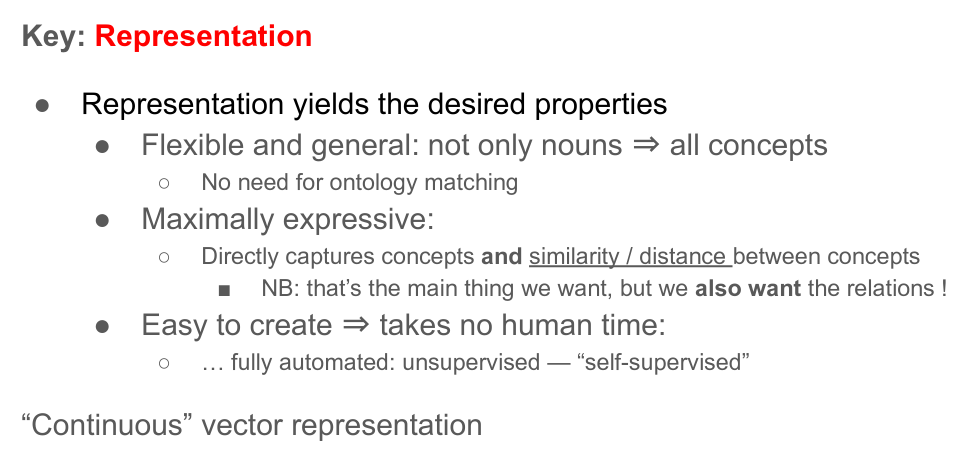 Key: Representation
● Representation yields the desired properties
● Flexible and general: not only nouns ⇒ all concepts
○ No need for ontology matching
● Maximally expressive:
○ Directly captures concepts and similarity / distance between concepts
■ NB: that’s the main thing we want, but we also want the relations !
● Easy to create ⇒ takes no human time:
○ … fully automated: unsupervised — “self-supervised”
“Continuous” vector representation